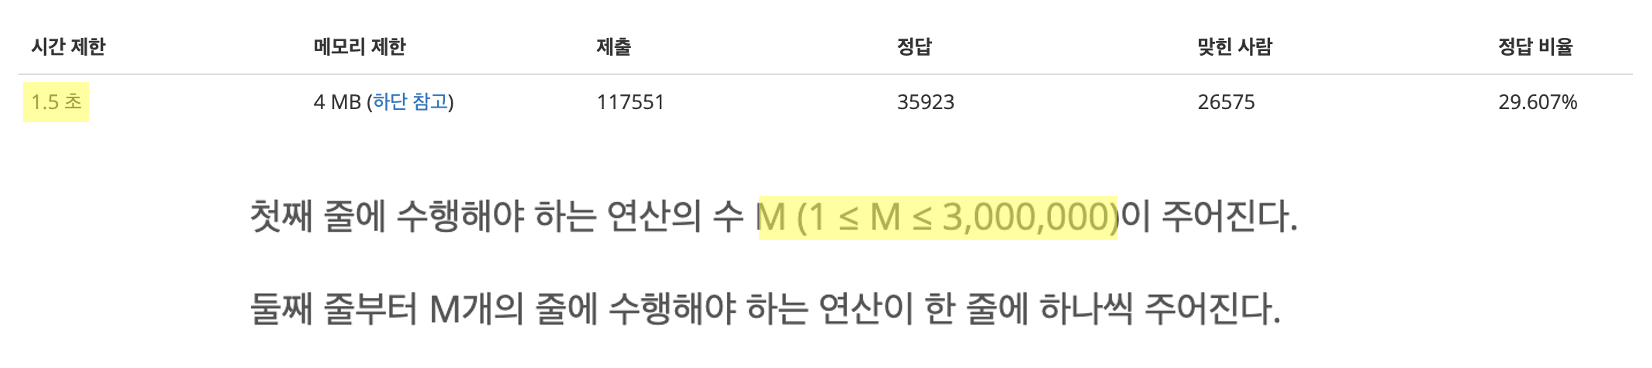 시간 제한 메모리 제한 제출 정답 맞힌 사람 정답 비율
1.5 초 4 MB (하단 참고) 117551 35923 26575 29.607%
첫째 줄에 수행해야 하는 연산의 수 M (1 ≤ M ≤ 3,000,000)이 주어진다.
둘째 줄부터 M개의 줄에 수행해야 하는 연산이 한 줄에 하나씩 주어진다.